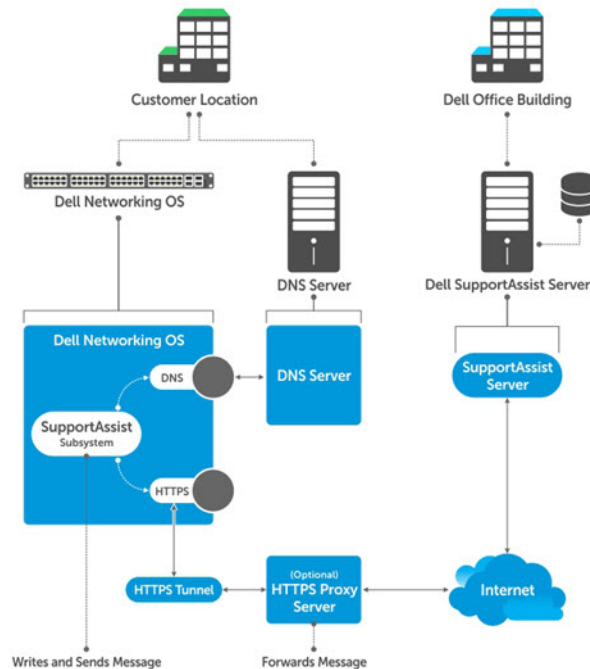 Customer Location
Dell Office Building
Dell Networking OS
DNS Server
Dell SupportAssist Server
Dell Networking OS
DNS
DNS Server
SupportAssist
Server
SupportAssist
Subsystem
HTTPS
HTTPS Tunnel
(Optional)
HTTPS Proxy
Server
Internet
Writes and Sends Message
Forwards Message